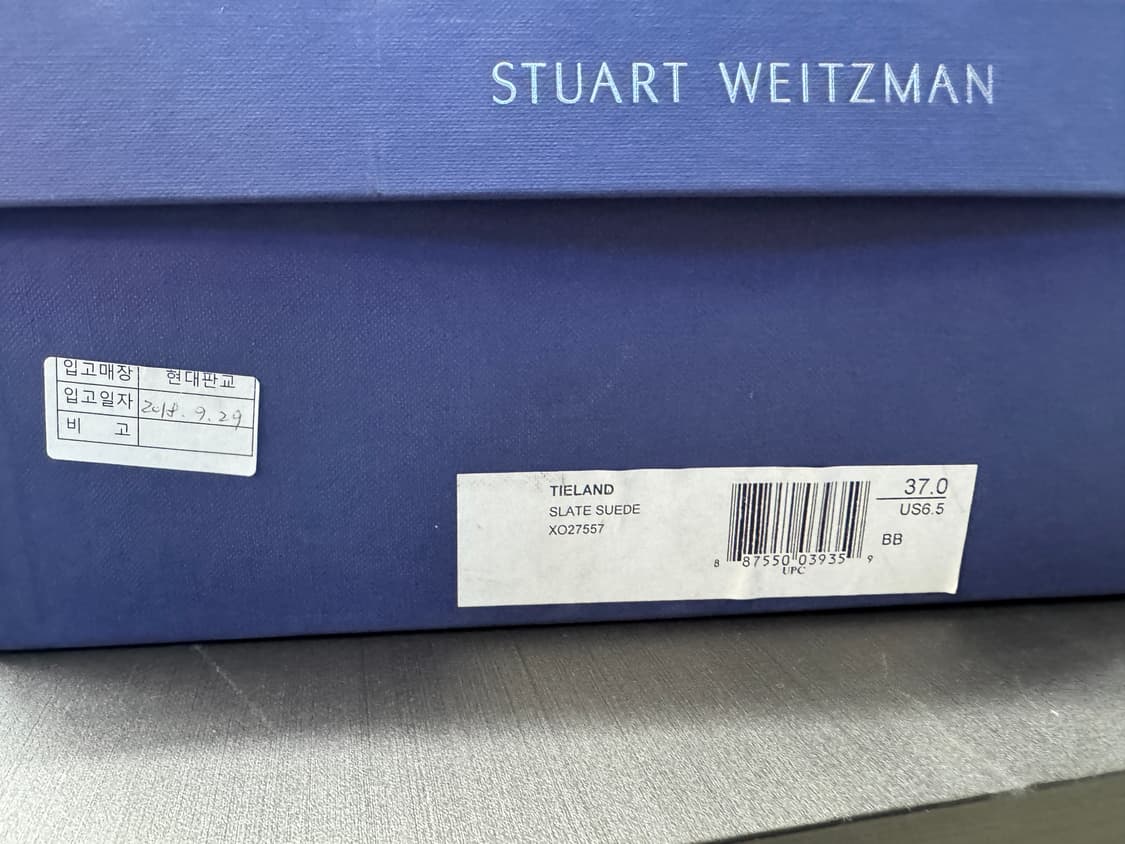 STUART WEITZMAN
입고매장 현대판교
입고일자 2018. 9. 29
비 고
TIELAND
SLATE SUEDE
XO27557
37.0
US6.5
BB
8 87550 03935 9
UPC